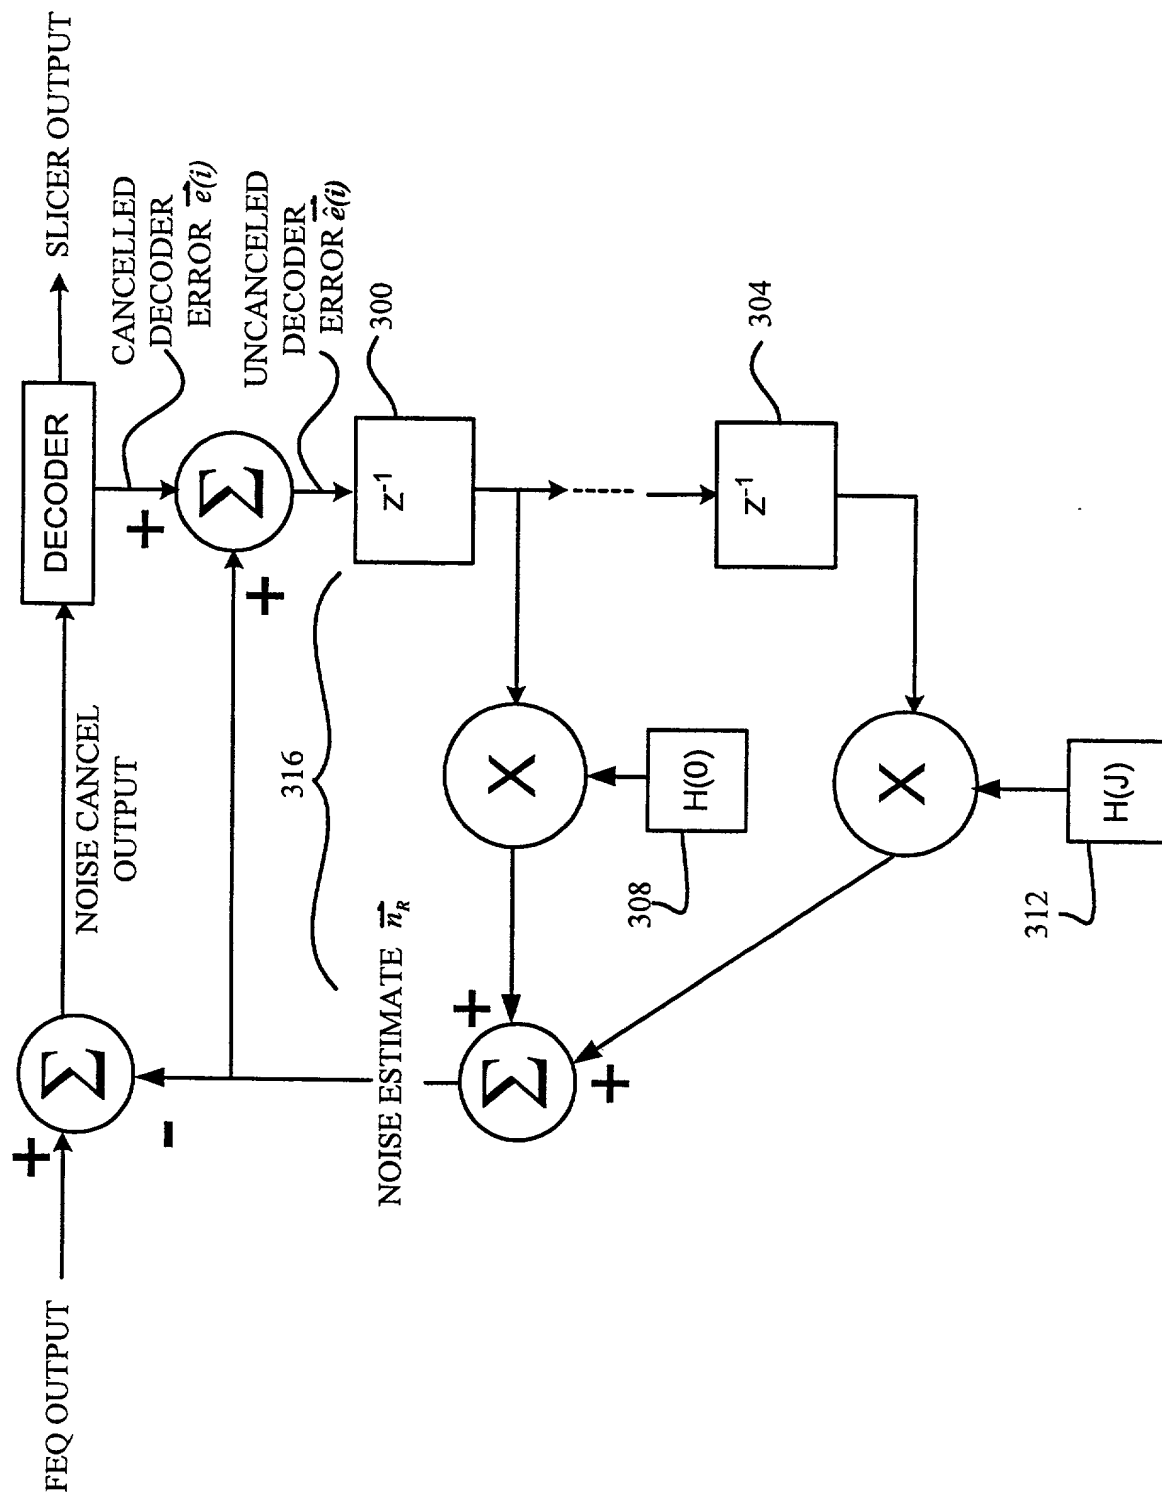 FEQ OUTPUT
+
-
Σ
NOISE CANCEL
OUTPUT
DECODER
SLICER OUTPUT
CANCELLED
DECODER
ERROR e⃗(i)
+
Σ
+
UNCANCELED
DECODER
ERROR ê⃗(i)
316
z⁻¹
300
NOISE ESTIMATE n⃗_R
+
Σ
+
X
H(0)
308
z⁻¹
304
X
H(J)
312